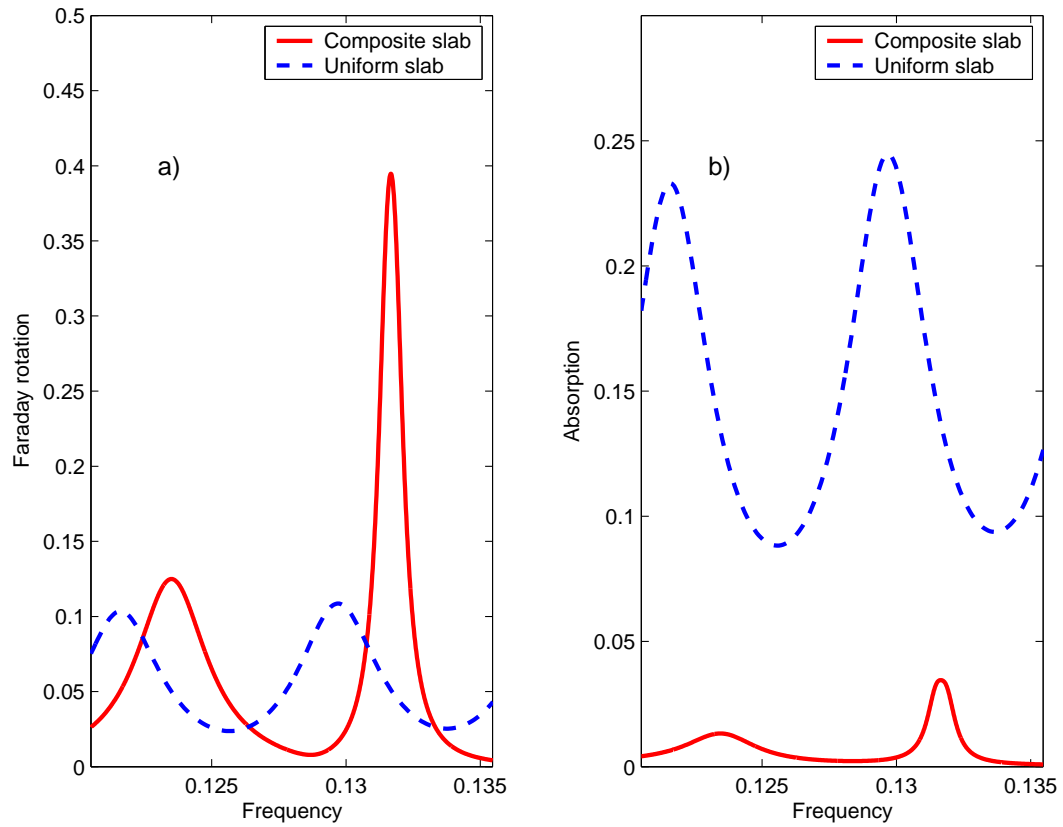 0.5
0.45
0.4
0.35
0.3
0.25
0.2
0.15
0.1
0.05
0
Faraday rotation
Composite slab
Uniform slab
a)
0.125
0.13
0.135
Frequency
0.25
0.2
0.15
0.1
0.05
0
Absorption
Composite slab
Uniform slab
b)
0.125
0.13
0.135
Frequency